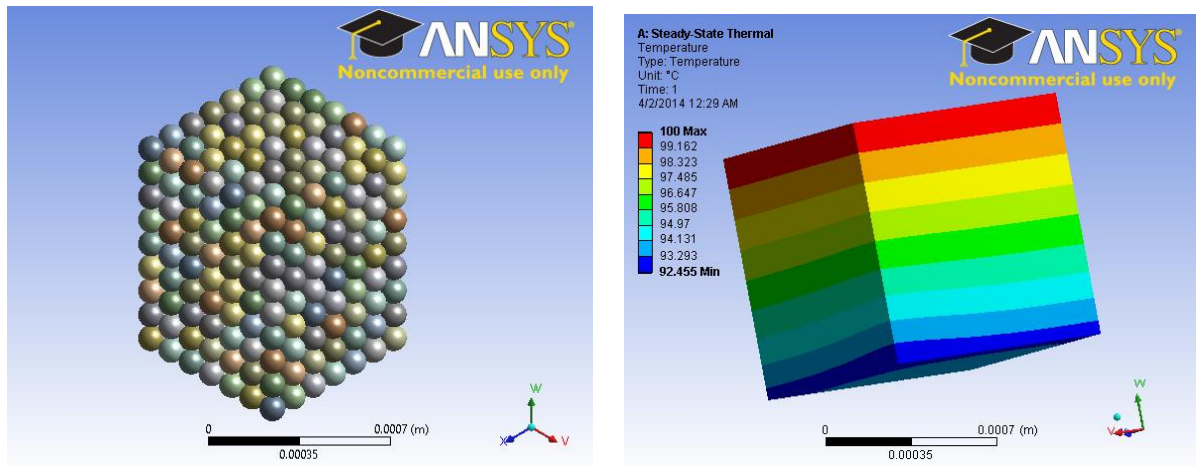 ANSYS
Noncommercial use only
0
0.0007 (m)
0.00035
W
X
V
A: Steady-State Thermal
Temperature
Type: Temperature
Unit: °C
Time: 1
4/2/2014 12:29 AM
ANSYS
Noncommercial use only
100 Max
99.162
98.323
97.485
96.647
95.808
94.97
94.131
93.293
92.455 Min
0
0.0007 (m)
0.00035
W
V